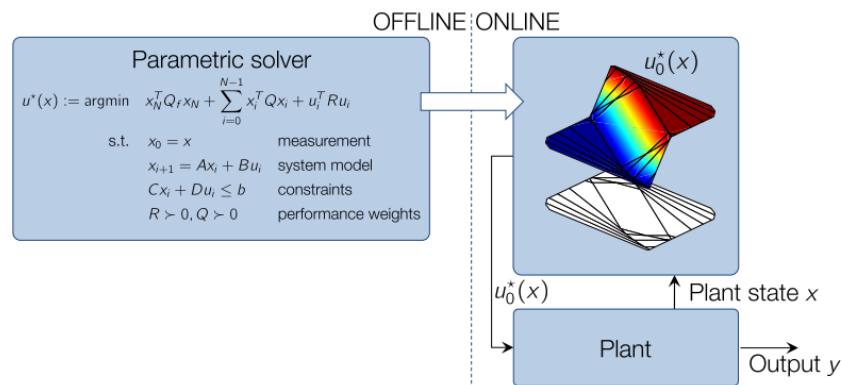 OFFLINE ONLINE
Parametric solver
u⋆(x) := argmin x_N^T Q_f x_N + ∑_{i=0}^{N−1} x_i^T Q x_i + u_i^T R u_i
s.t. x_0 = x measurement
x_{i+1} = Ax_i + Bu_i system model
Cx_i + Du_i ≤ b constraints
R ≻ 0, Q ≻ 0 performance weights
u_0^⋆(x)
u_0^⋆(x)
Plant state x
Plant
Output y